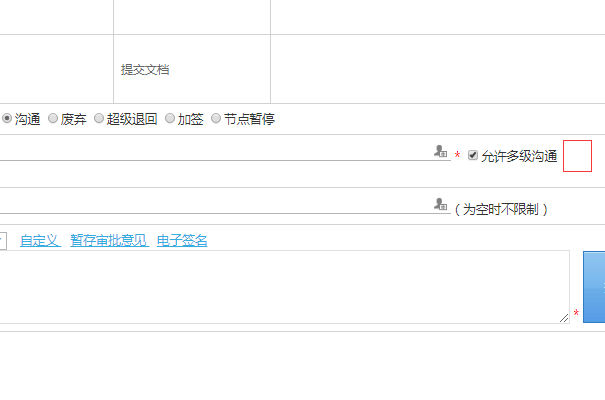 提交文档
沟通 废弃 超级退回 加签 节点暂停
* 允许多级沟通
(为空时不限制)
自定义 暂存审批意见 电子签名
*